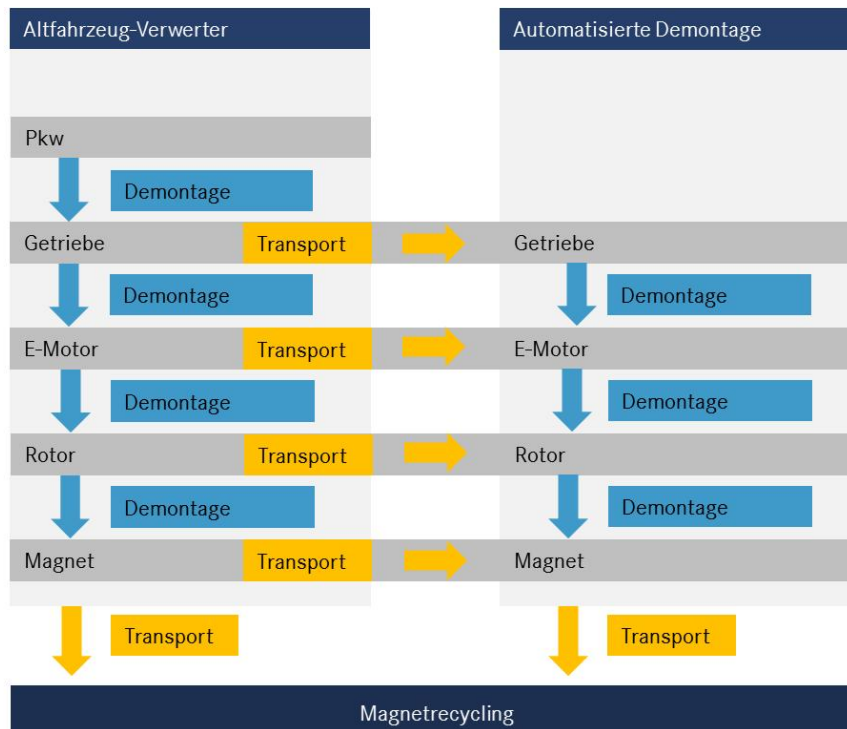 Altfahrzeug-Verwerter
Automatisierte Demontage
Pkw
Demontage
Getriebe
Transport
Getriebe
Demontage
Demontage
E-Motor
Transport
E-Motor
Demontage
Demontage
Rotor
Transport
Rotor
Demontage
Demontage
Magnet
Transport
Magnet
Transport
Transport
Magnetrecycling